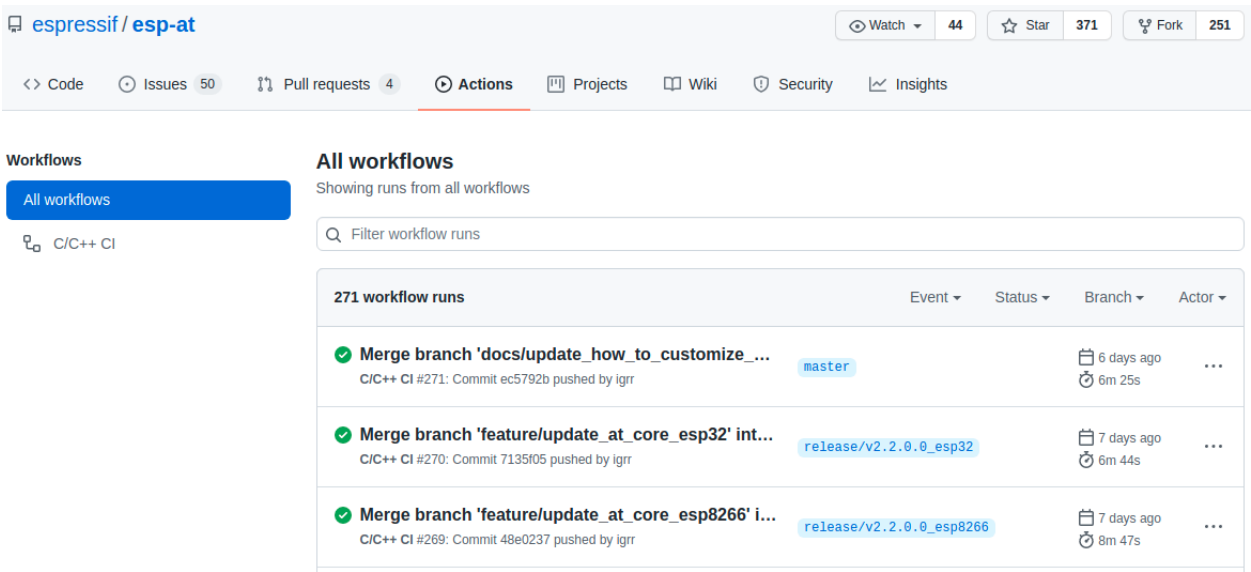 espressif / esp-at
Watch 44 Star 371 Fork 251
Code Issues 50 Pull requests 4 Actions Projects Wiki Security Insights
Workflows
All workflows
C/C++ CI
All workflows
Showing runs from all workflows
Filter workflow runs
271 workflow runs Event Status Branch Actor
Merge branch 'docs/update_how_to_customize_...
C/C++ CI #271: Commit ec5792b pushed by igrr
master
6 days ago
6m 25s
Merge branch 'feature/update_at_core_esp32' int...
C/C++ CI #270: Commit 7135f05 pushed by igrr
release/v2.2.0.0_esp32
7 days ago
6m 44s
Merge branch 'feature/update_at_core_esp8266' i...
C/C++ CI #269: Commit 48e0237 pushed by igrr
release/v2.2.0.0_esp8266
7 days ago
8m 47s